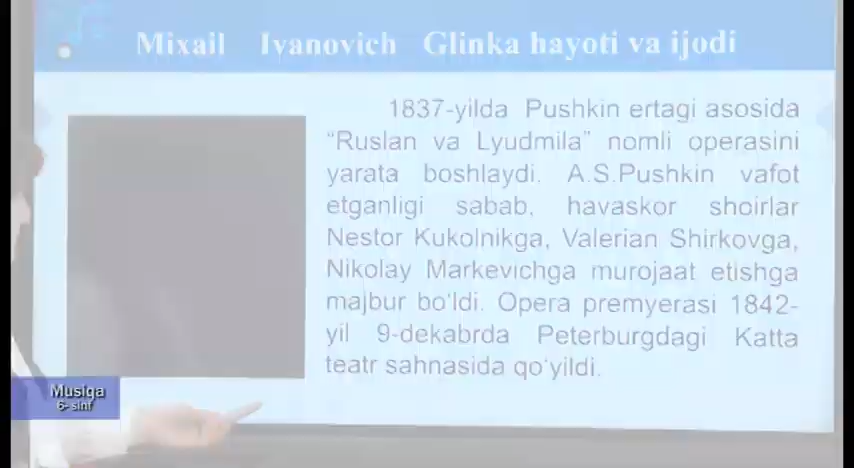 Mixail Ivanovich Glinka hayoti va ijodi
1837-yilda Pushkin ertagi asosida
“Ruslan va Lyudmila” nomli operasini
yarata boshlaydi. A.S.Pushkin vafot
etganligi sabab, havaskor shoirlar
Nestor Kukolnikga, Valerian Shirkovga,
Nikolay Markevichga murojaat etishga
majbur bo‘ldi. Opera premyerasi 1842-
yil 9-dekabrda Peterburgdagi Katta
teatr sahnasida qo‘yildi.
Musiqa
6- sinf